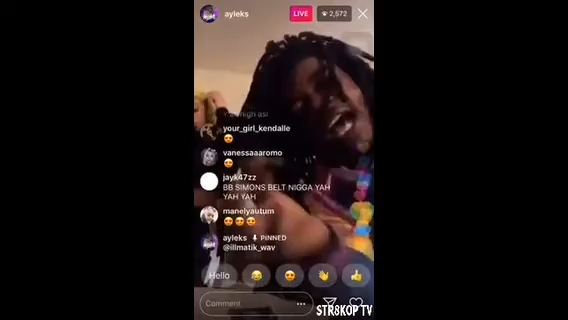 ayleks
LIVE
2,572
your_girl_kendalle
😍
vanessaaaromo
😍
jayk47zz
BB SIMONS BELT NIGGA YAH
YAH YAH
manelyautum
😍😍😍
ayleks PINNED
@illmatik_wav
Hello 😂 😍 👏 👍
Comment
STR8KOP TV